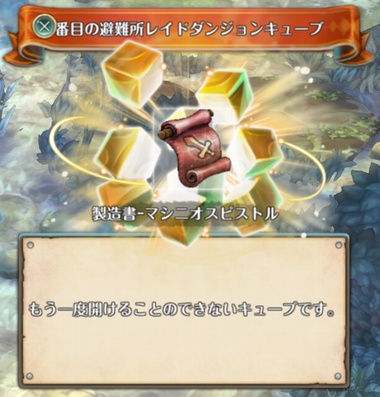 番目の避難所レイドダンジョンキューブ
製造書-マシニオスピストル
もう一度開けることのできないキューブです。